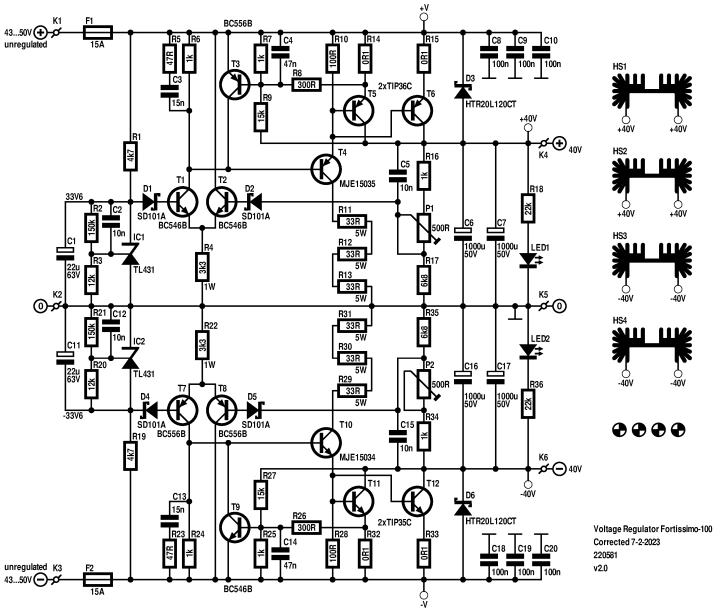 +V
43...50V
K1
F1
unregulated
15A
R5
47R
R6
1k
BC556B
R7
1k
C4
47n
R10
100R
R14
0R1
R15
0R1
D3
HTR20L120CT
C8
100n
C9
100n
C10
100n
C3
15n
T3
R8
300R
2xTIP36C
T5
T6
R9
15k
HS1
+40V
+40V
+40V
R1
4k7
T4
MJE15035
C5
10n
R16
1k
K4
40V
HS2
+40V
+40V
33V6
D1
SD101A
T1
BC546B
T2
BC546B
D2
SD101A
R18
22k
R2
150k
C2
10n
IC1
TL431
C1
22u
63V
R3
12k
R4
3k3
1W
R11
33R
5W
R12
33R
5W
R13
33R
5W
P1
500R
R17
6k8
C6
1000u
50V
C7
1000u
50V
LED1
HS3
-40V
-40V
0
K2
K5
0
R21
150k
C12
10n
IC2
TL431
C11
22u
63V
R20
12k
R22
3k3
1W
R31
33R
5W
R30
33R
5W
R29
33R
5W
R35
6k8
P2
500R
C16
1000u
50V
C17
1000u
50V
LED2
HS4
-40V
-40V
-33V6
D4
SD101A
T7
BC556B
T8
BC556B
D5
SD101A
R36
22k
R19
4k7
T10
MJE15034
C15
10n
R34
1k
K6
40V
-40V
R27
15k
T11
T12
2xTIP35C
D6
HTR20L120CT
C13
15n
T9
R26
300R
R23
47R
R24
1k
R25
1k
C14
47n
R28
100R
R32
0R1
R33
0R1
C18
100n
C19
100n
C20
100n
unregulated
43...50V
K3
F2
15A
BC546B
-V
Voltage Regulator Fortissimo-100
Corrected 7-2-2023
220581
v2.0